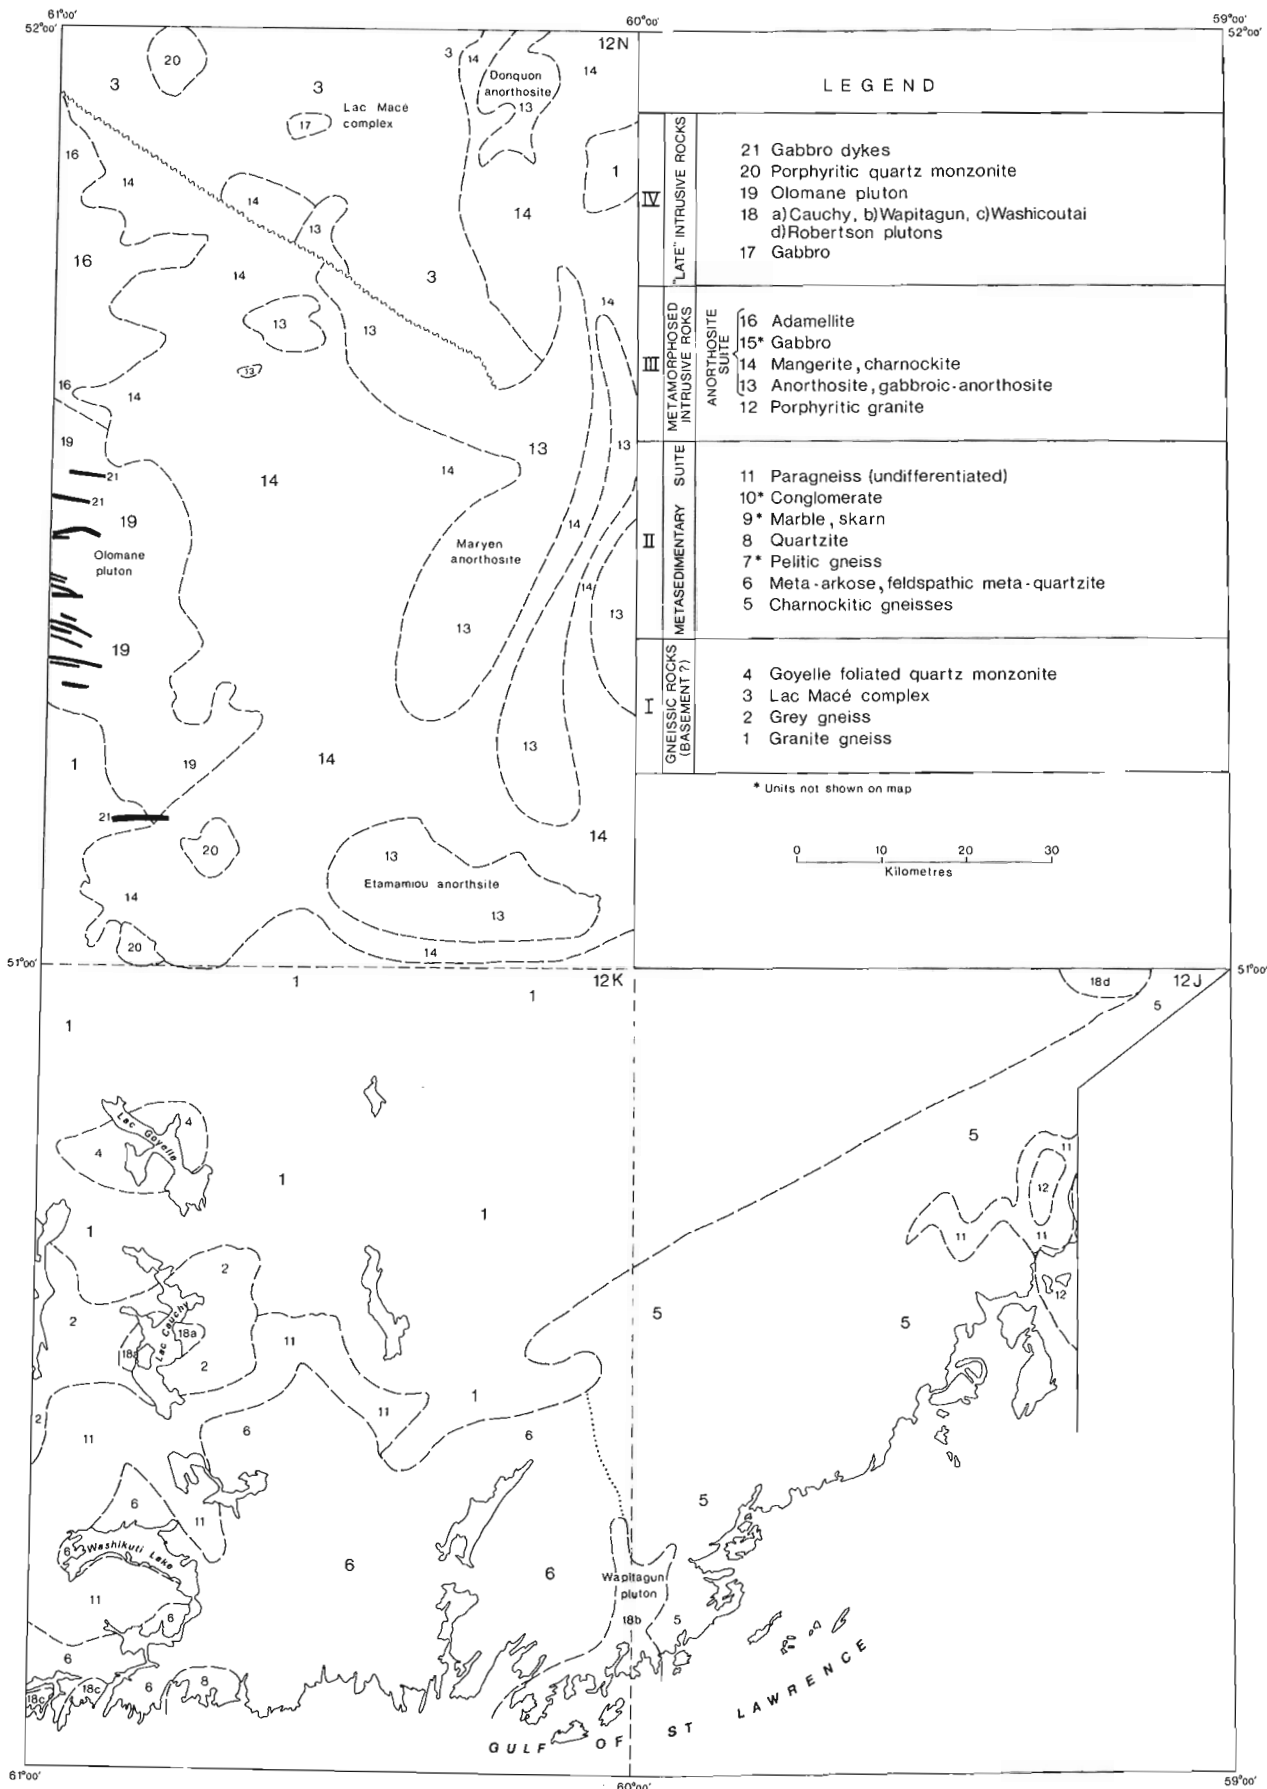 61°00' 60°00' 59°00'
52°00' 52°00'
20 3 14 12N
3 3 Donquon 14
anorthosite
17 Lac Macé 13
complex
16 14 1
14 14
13
16 14 3
14
13 13
13
16 14
19 13 13
14
21 14
21
19 14
Olomane
pluton
Maryen
anorthosite
14
13 13
19
13
1 19 14
21 14
20 13
Etamamiou anorthsite
14 13
20 14
LEGEND
IV "LATE" INTRUSIVE ROCKS
21 Gabbro dykes
20 Porphyritic quartz monzonite
19 Olomane pluton
18 a)Cauchy, b)Wapitagun, c)Washicoutai
d)Robertson plutons
17 Gabbro
III METAMORPHOSED
INTRUSIVE ROKS
ANORTHOSITE
SUITE
16 Adamellite
15* Gabbro
14 Mangerite, charnockite
13 Anorthosite, gabbroic-anorthosite
12 Porphyritic granite
II METASEDIMENTARY SUITE
11 Paragneiss (undifferentiated)
10* Conglomerate
9* Marble, skarn
8 Quartzite
7* Pelitic gneiss
6 Meta-arkose, feldspathic meta-quartzite
5 Charnockitic gneisses
I GNEISSIC ROCKS
(BASEMENT?)
4 Goyelle foliated quartz monzonite
3 Lac Macé complex
2 Grey gneiss
1 Granite gneiss
* Units not shown on map
0 10 20 30
Kilometres
51°00' 51°00'
1 12K 18d 12J
1 1 5
Lac Goyelle
4 4 5
11
1 12
1 1 11 11
2 12
2 5
Lac Cauchy
18a 11 5
18a 2
1
2 11 11
6 6
5
6 11
6 Washikuti Lake
6 6
Wapitagun
pluton
11 18b 5
6
6
18c 18c 6 8
GULF OF ST LAWRENCE
61°00' 60°00' 59°00'